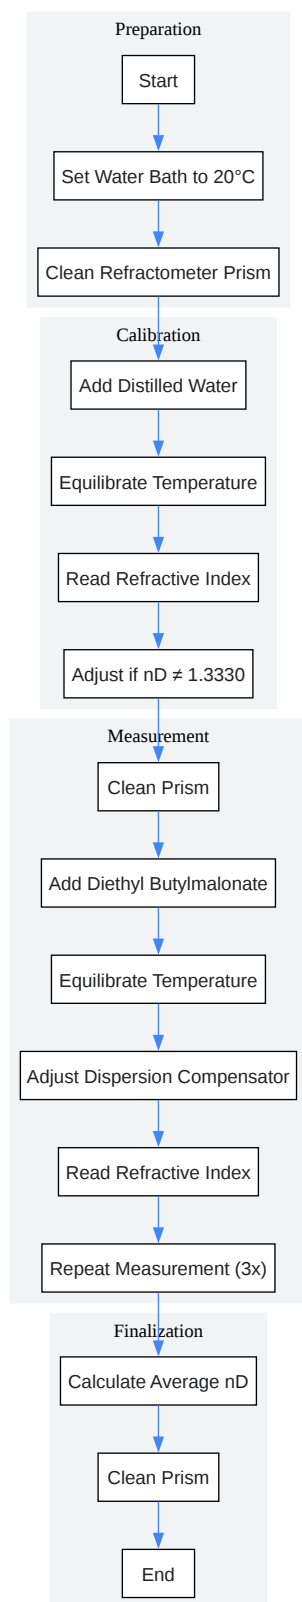 Preparation
Start
Set Water Bath to 20°C
Clean Refractometer Prism
Calibration
Add Distilled Water
Equilibrate Temperature
Read Refractive Index
Adjust if nD ≠ 1.3330
Measurement
Clean Prism
Add Diethyl Butylmalonate
Equilibrate Temperature
Adjust Dispersion Compensator
Read Refractive Index
Repeat Measurement (3x)
Finalization
Calculate Average nD
Clean Prism
End